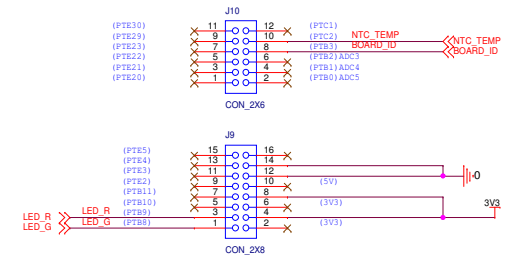 J10
(PTE30) 11 12 (PTC1)
(PTE29) 9 10 (PTC2) NTC_TEMP NTC_TEMP
(PTE23) 7 8 (PTB3) BOARD_ID BOARD_ID
(PTE22) 5 6 (PTB2)ADC3
(PTE21) 3 4 (PTB1)ADC4
(PTE20) 1 2 (PTB0)ADC5
CON_2X6
J9
(PTE5) 15 16
(PTE4) 13 14
(PTE3) 11 12 0
(PTE2) 9 10 (5V)
(PTB11) 7 8
(PTB10) 5 6 (3V3) 3V3
LED_R LED_R (PTB9) 3 4
LED_G LED_G (PTB8) 1 2 (3V3)
CON_2X8